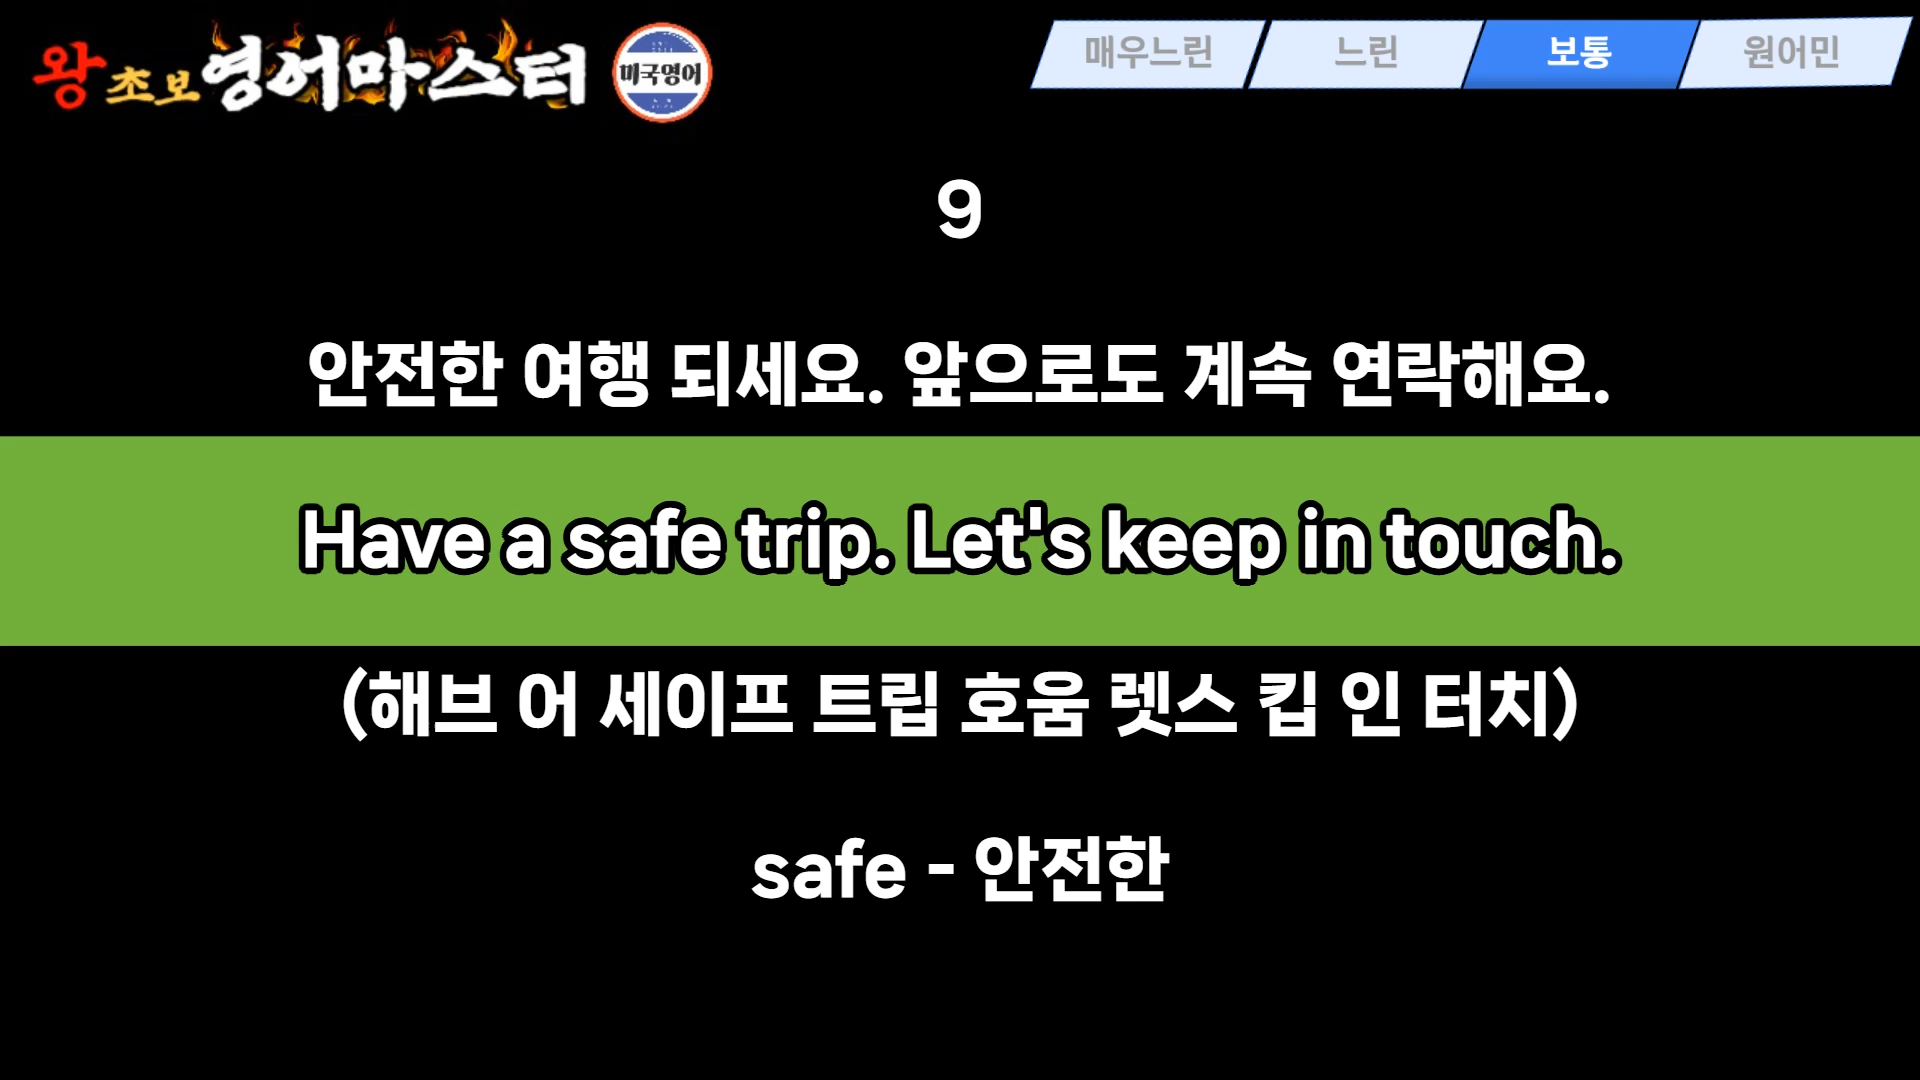 왕초보영어마스터 미국영어
매우느린 느린 보통 원어민
9
안전한 여행 되세요. 앞으로도 계속 연락해요.
Have a safe trip. Let's keep in touch.
(해브 어 세이프 트립 호움 렛스 킵 인 터치)
safe - 안전한